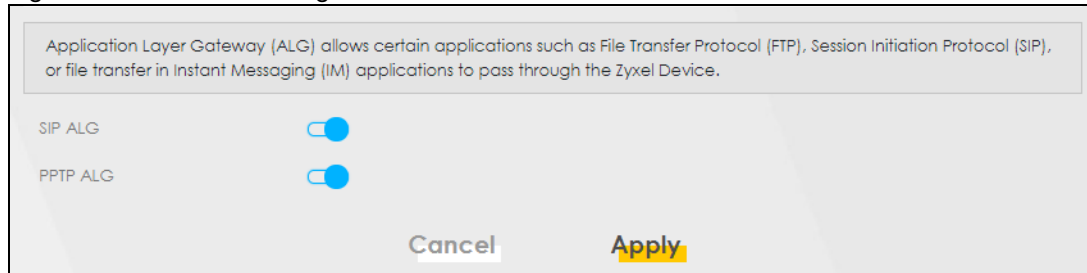 Application Layer Gateway (ALG) allows certain applications such as File Transfer Protocol (FTP), Session Initiation Protocol (SIP),
or file transfer in Instant Messaging (IM) applications to pass through the Zyxel Device.
SIP ALG
PPTP ALG
Cancel Apply